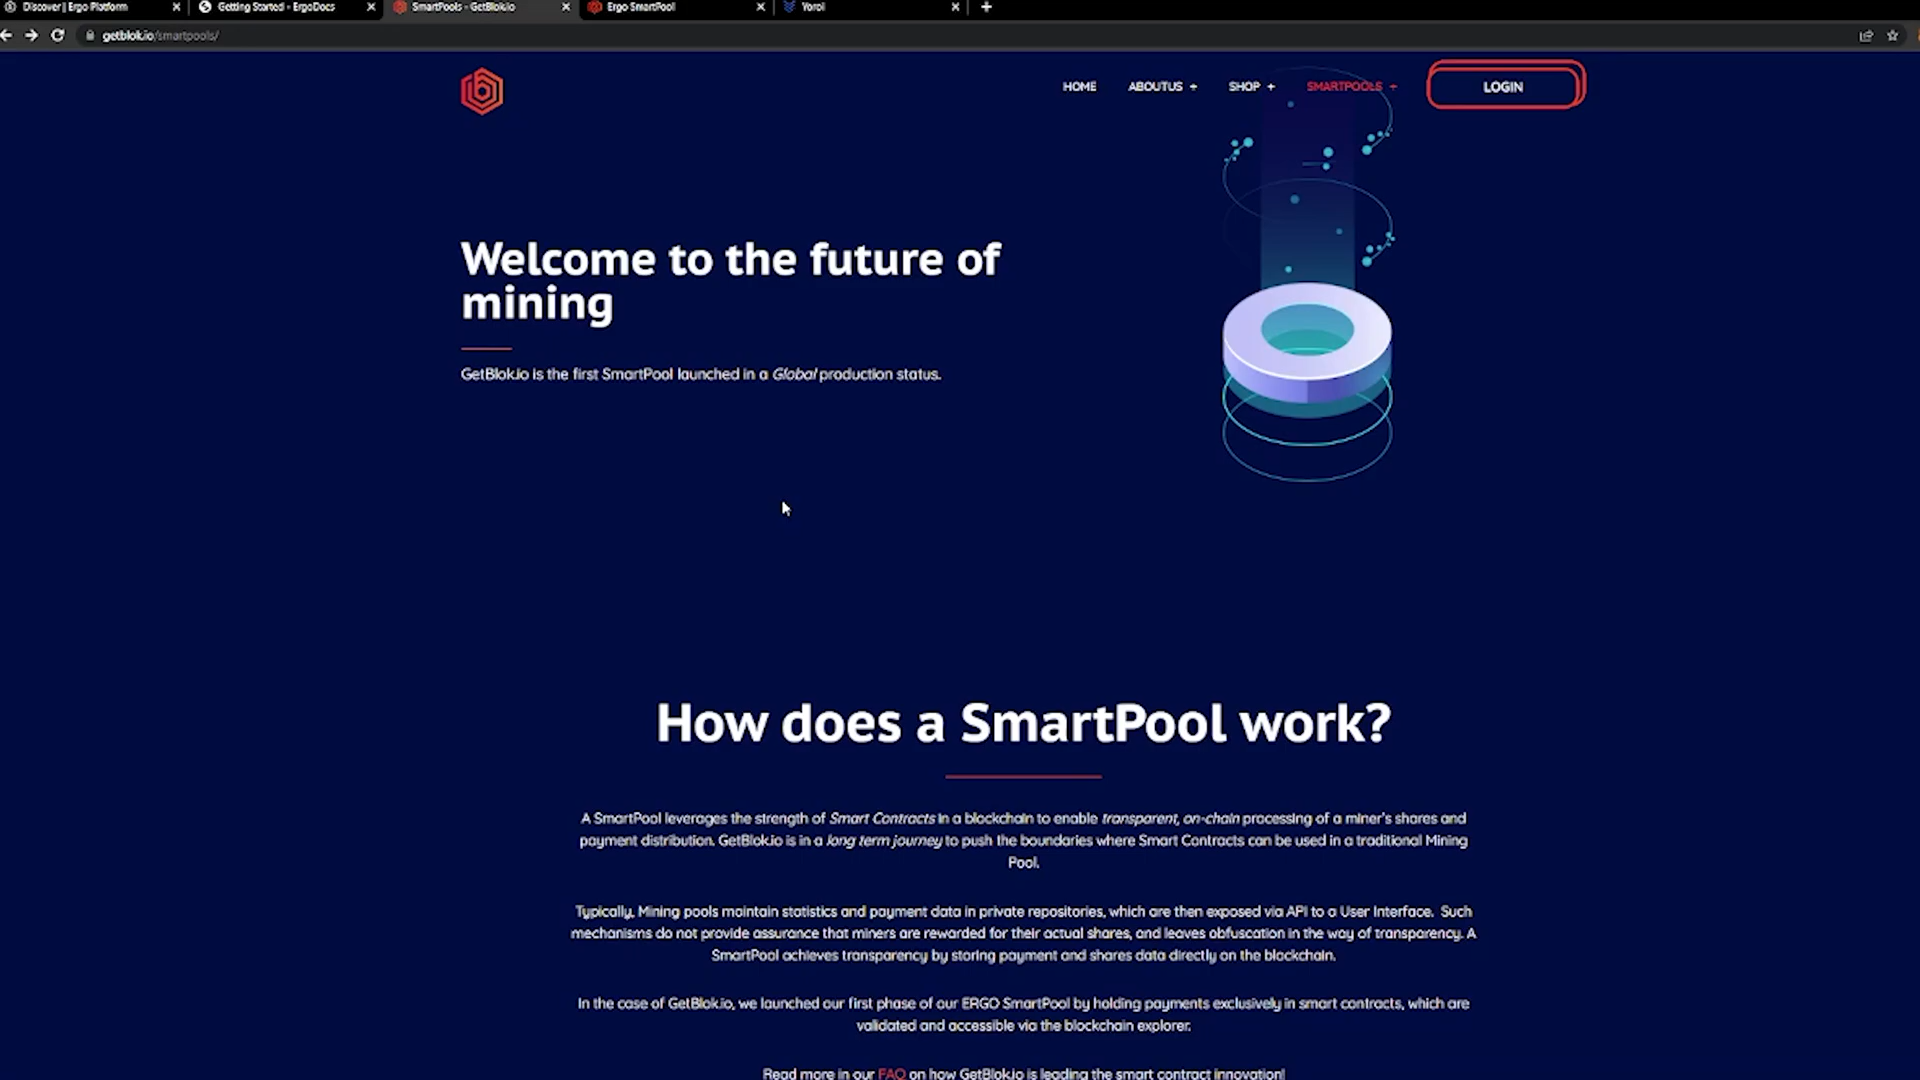 Discover | Ergo Platform
Getting Started - ErgoDocs
SmartPools - GetBlok.io
Ergo SmartPool
Yoroi
getblok.io/smartpools/
HOME
ABOUTUS +
SHOP +
SMARTPOOLS +
LOGIN
Welcome to the future of
mining
GetBlok.io is the first SmartPool launched in a Global production status.
How does a SmartPool work?
A SmartPool leverages the strength of Smart Contracts in a blockchain to enable transparent, on-chain processing of a miner's shares and
payment distribution. GetBlok.io is in a long term journey to push the boundaries where Smart Contracts can be used in a traditional Mining
Pool.
Typically, Mining pools maintain statistics and payment data in private repositories, which are then exposed via API to a User Interface. Such
mechanisms do not provide assurance that miners are rewarded for their actual shares, and leaves obfuscation in the way of transparency. A
SmartPool achieves transparency by storing payment and shares data directly on the blockchain.
In the case of GetBlok.io, we launched our first phase of our ERGO SmartPool by holding payments exclusively in smart contracts, which are
validated and accessible via the blockchain explorer.
Read more in our FAQ on how GetBlok.io is leading the smart contract innovation!